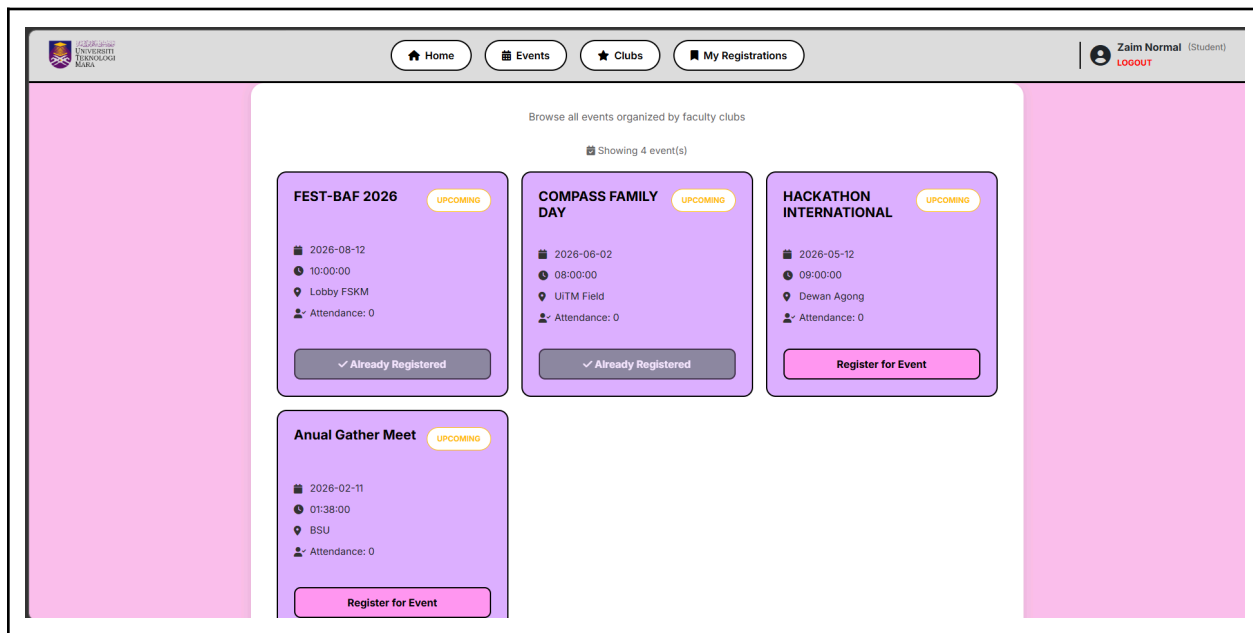 UNIVERSITI
TEKNOLOGI
MARA
Home
Events
Clubs
My Registrations
Zaim Normal (Student)
LOGOUT
Browse all events organized by faculty clubs
Showing 4 event(s)
FEST-BAF 2026
UPCOMING
2026-08-12
10:00:00
Lobby FSKM
Attendance: 0
Already Registered
COMPASS FAMILY
DAY
UPCOMING
2026-06-02
08:00:00
UiTM Field
Attendance: 0
Already Registered
HACKATHON
INTERNATIONAL
UPCOMING
2026-05-12
09:00:00
Dewan Agong
Attendance: 0
Register for Event
Anual Gather Meet
UPCOMING
2026-02-11
01:38:00
BSU
Attendance: 0
Register for Event